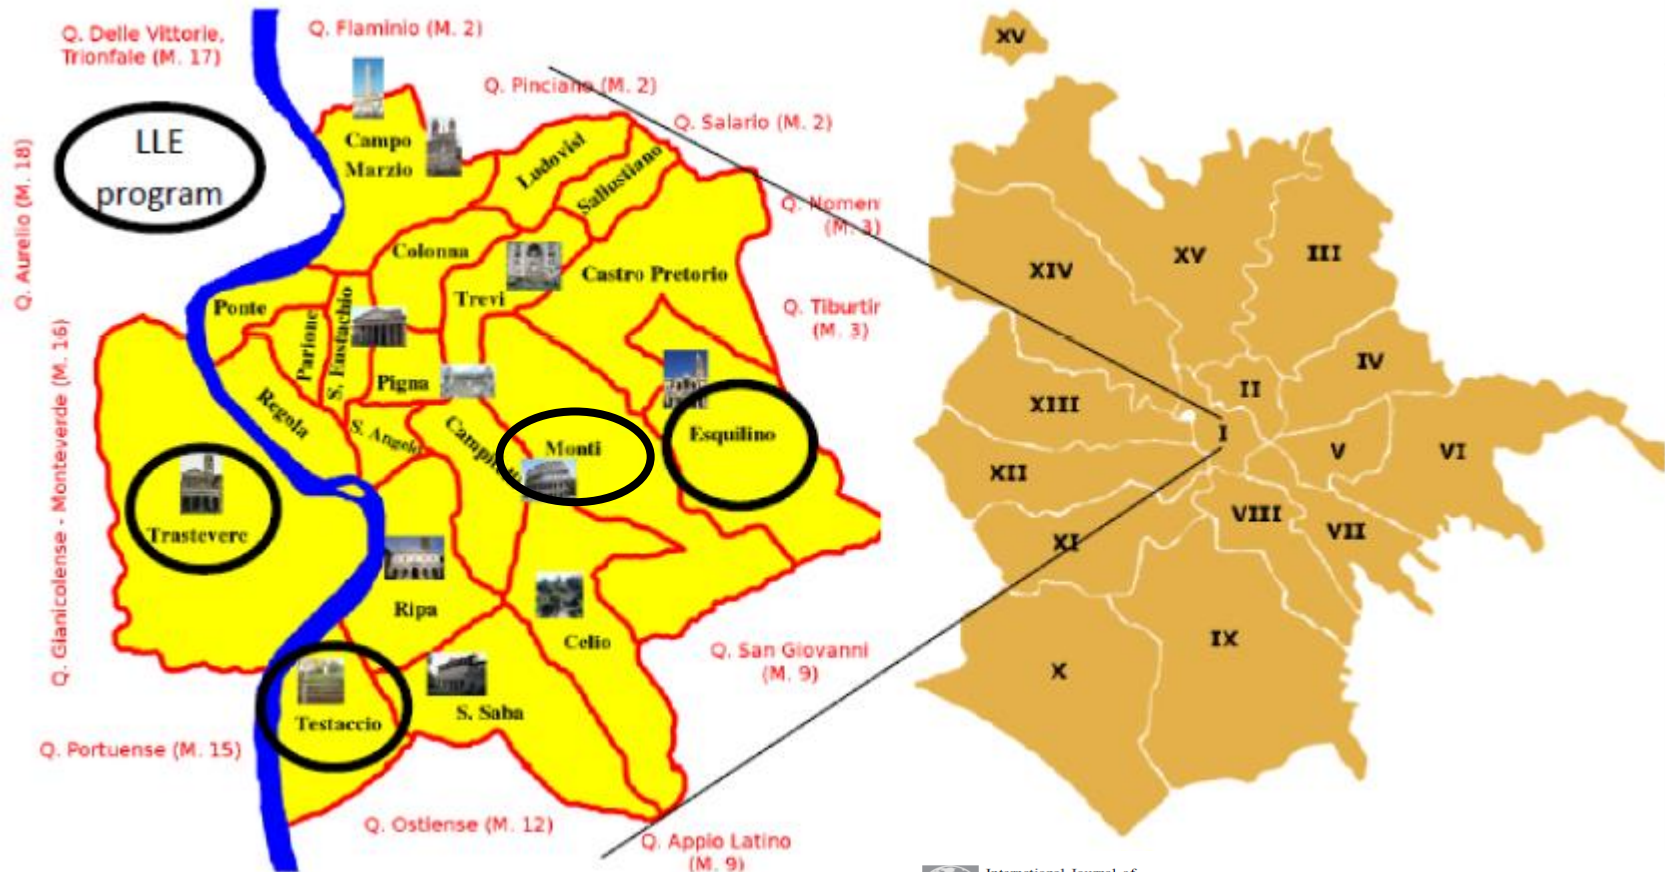 Q. Delle Vittorie,
Trionfale (M. 17)
Q. Flaminio (M. 2)
Q. Pinciano (M. 2)
Q. Salario (M. 2)
Q. Nomen
(M. 3)
Q. Tiburtir
(M. 3)
Q. Aurelio (M. 18)
Q. Gianicolense - Monteverde (M. 16)
LLE
program
Campo
Marzio
Ludovisi
Sallustiano
Colonna
Trevi
Castro Pretorio
Ponte
Parione
S. Eustachio
Pigna
Regola
S. Angelo
Monti
Esquilino
Trastevere
Ripa
Celio
Testaccio
S. Saba
Q. San Giovanni
(M. 9)
Q. Portuense (M. 15)
Q. Ostiense (M. 12)
Q. Appio Latino
(M. 9)
XV
XIV
XV
III
IV
II
XIII
I
V
VI
XII
VIII
VII
XI
IX
X
International Journal of